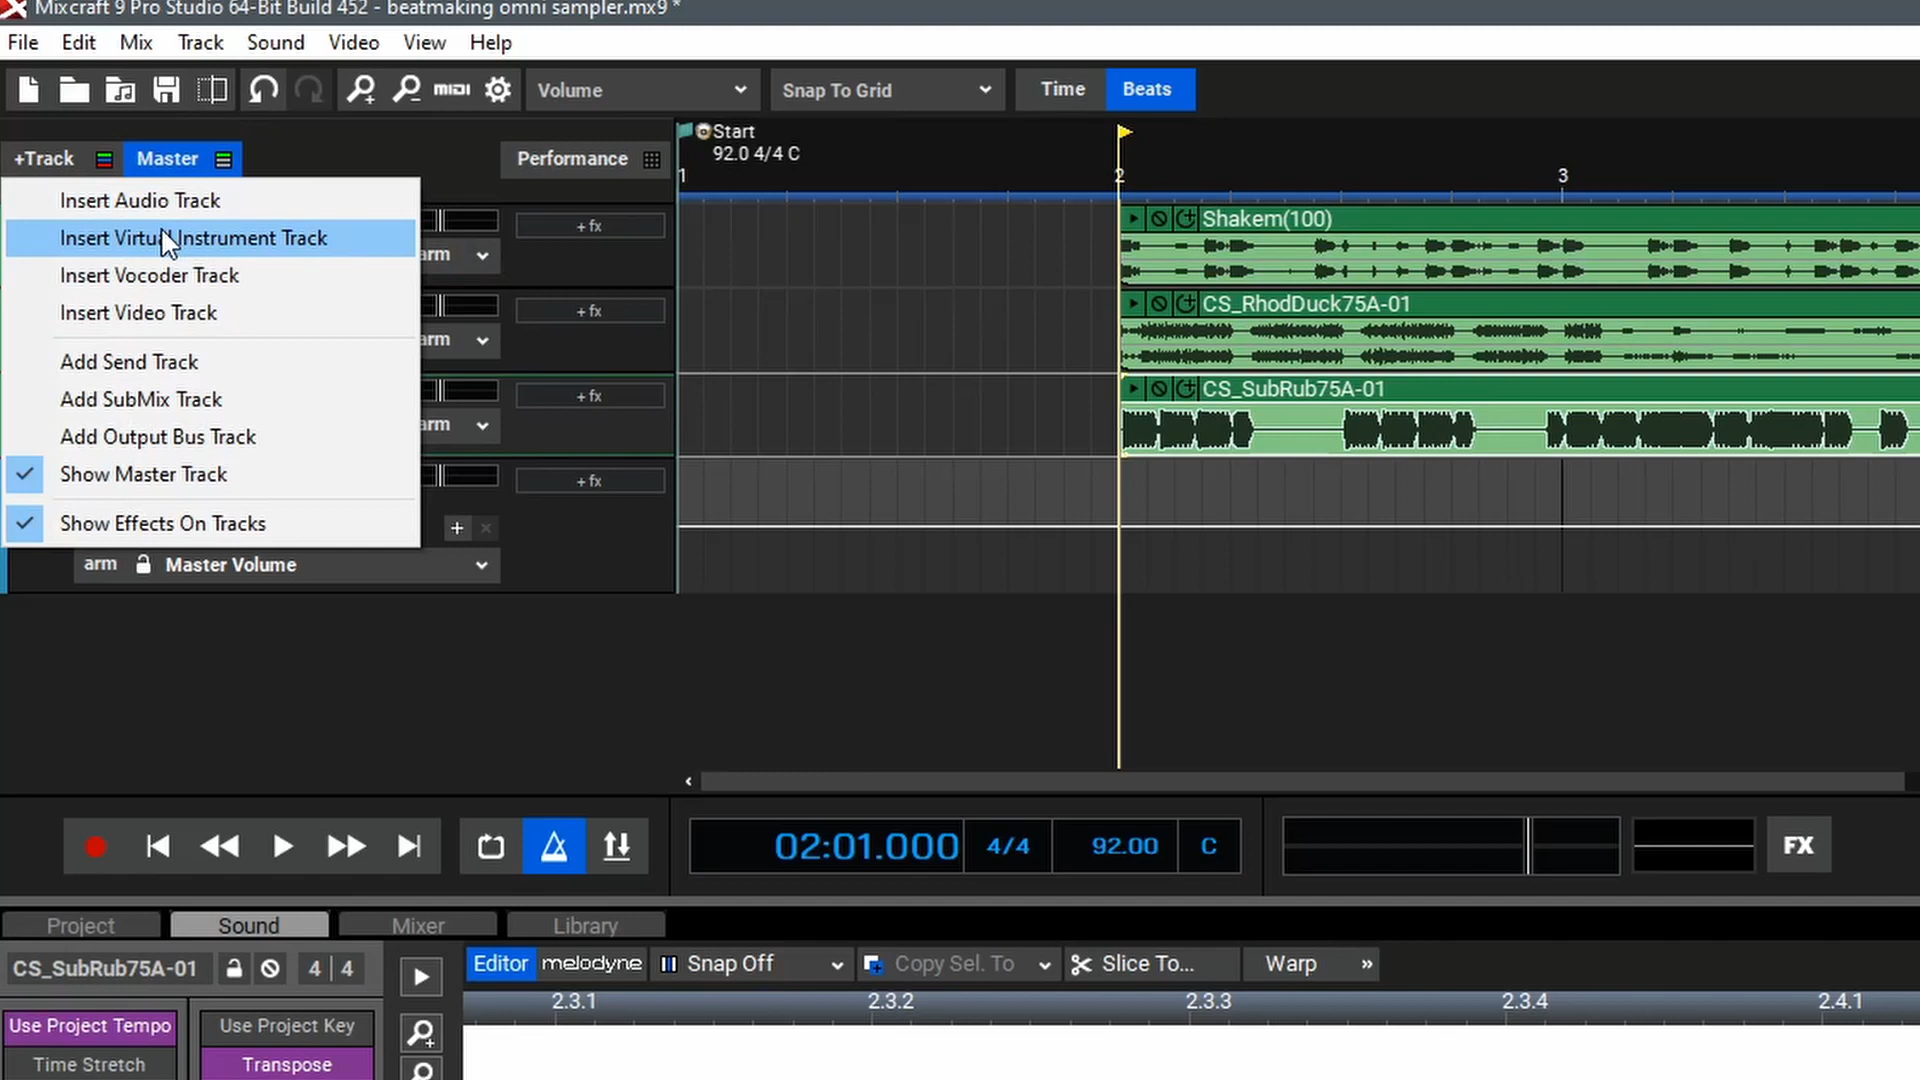 Mixcraft 9 Pro Studio 64-Bit Build 452 - beatmaking omni sampler.mx9 *
File Edit Mix Track Sound Video View Help
MIDI Volume Snap To Grid Time Beats
+Track Master Performance
Start
92.0 4/4 C
1 2 3
Insert Audio Track
Insert Virtual Instrument Track
Insert Vocoder Track
Insert Video Track
Add Send Track
Add SubMix Track
Add Output Bus Track
Show Master Track
Show Effects On Tracks
+ fx
arm
Shakem(100)
+ fx
arm
CS_RhodDuck75A-01
+ fx
arm
CS_SubRub75A-01
+ fx
arm Master Volume
02:01.000 4/4 92.00 C FX
Project Sound Mixer Library
CS_SubRub75A-01 4 4
Editor melodyne Snap Off Copy Sel. To Slice To... Warp »
2.3.1 2.3.2 2.3.3 2.3.4 2.4.1
Use Project Tempo Use Project Key
Time Stretch Transpose